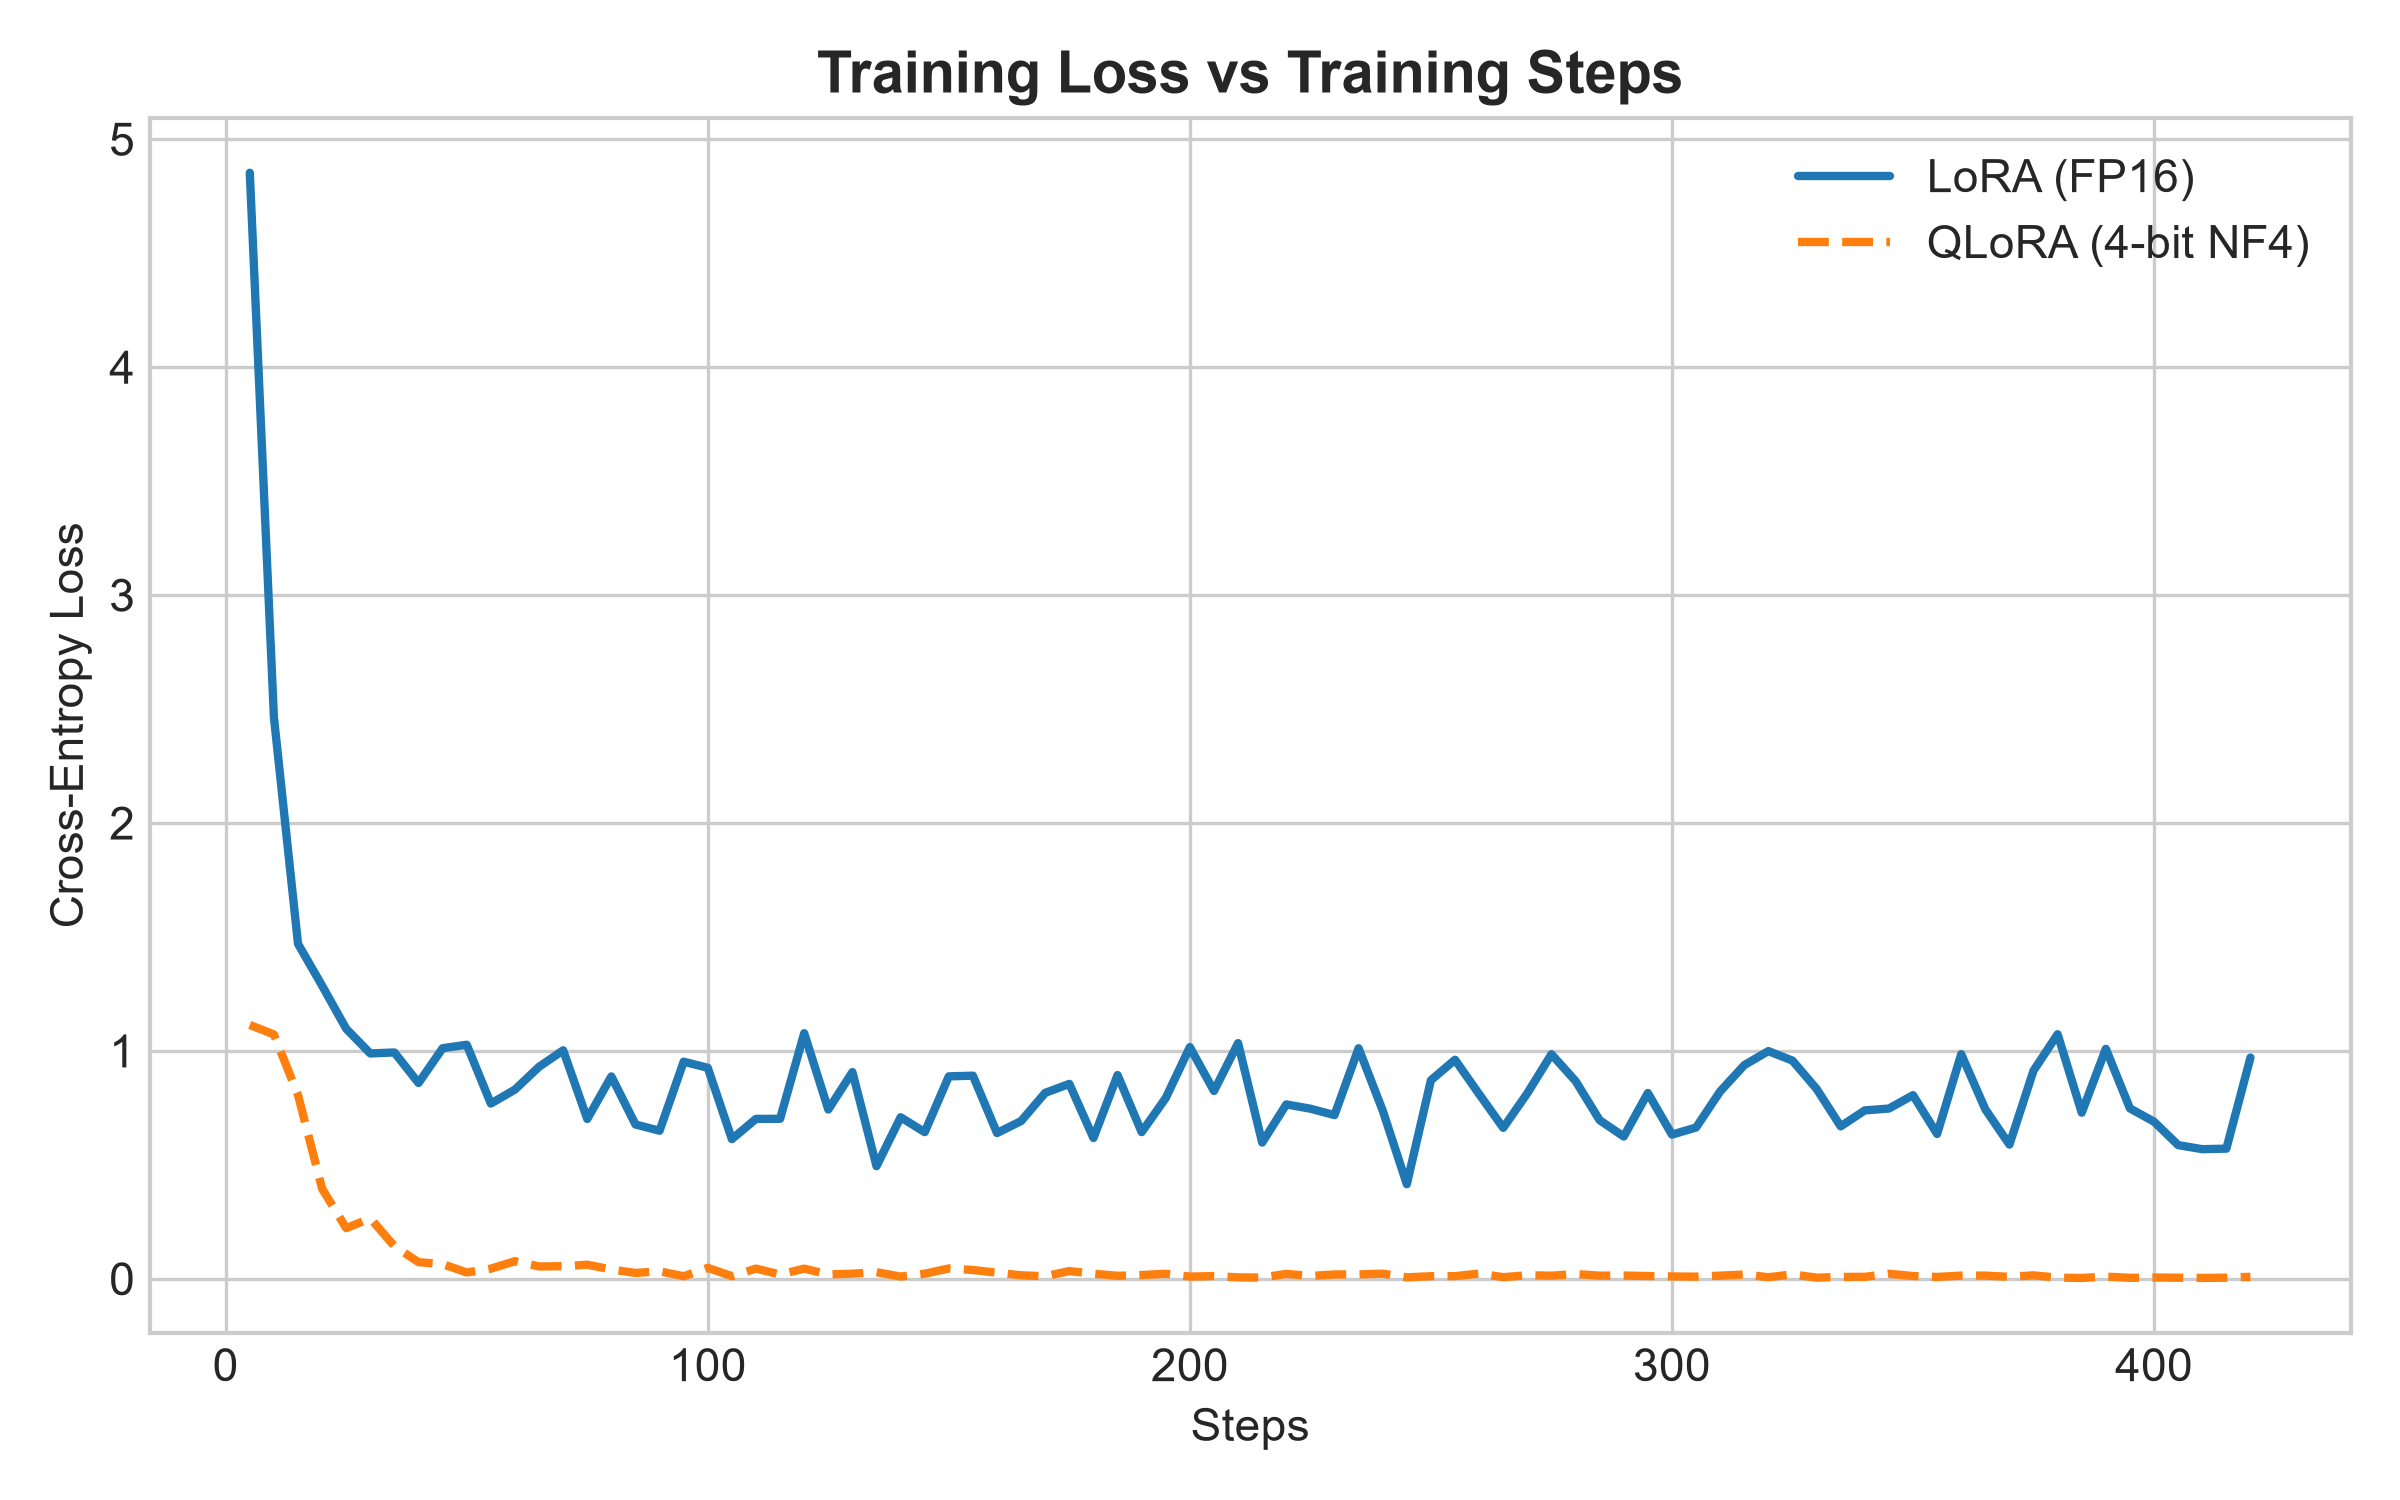 Training Loss vs Training Steps
LoRA (FP16)
QLoRA (4-bit NF4)
Cross-Entropy Loss
5
4
3
2
1
0
0
100
200
300
400
Steps